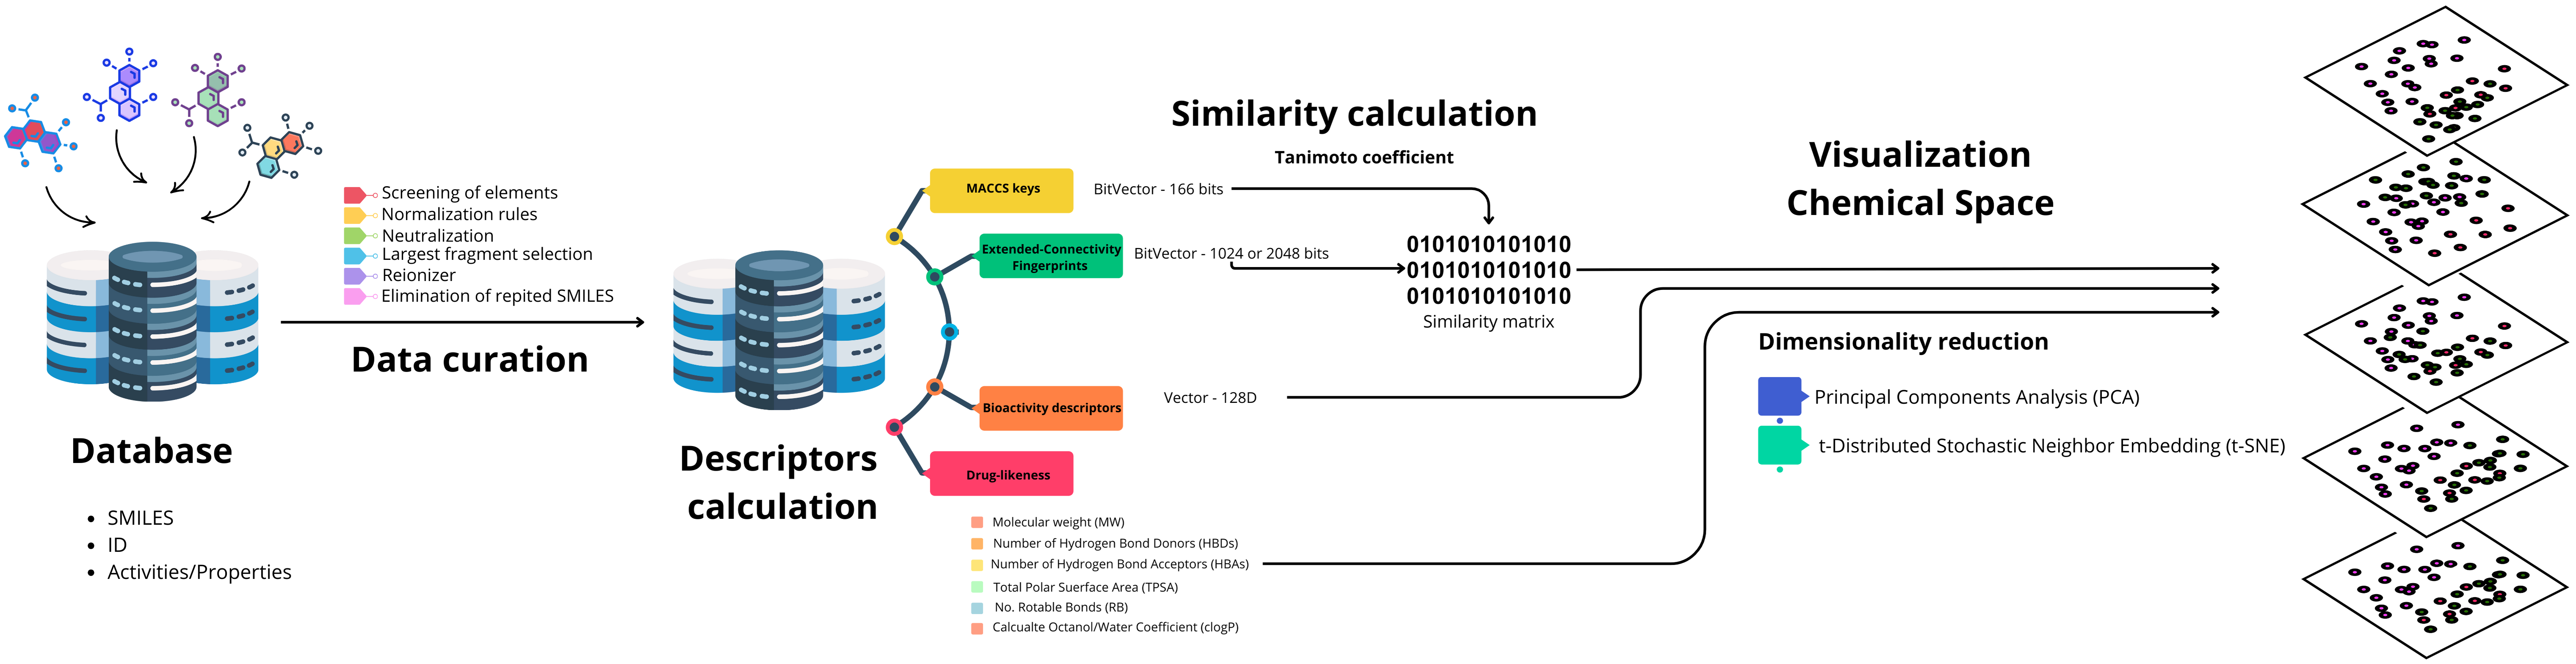 Screening of elements
Normalization rules
Neutralization
Largest fragment selection
Reionizer
Elimination of repited SMILES
Data curation
Database
SMILES
ID
Activities/Properties
Descriptors
calculation
MACCS keys
Extended-Connectivity
Fingerprints
Bioactivity descriptors
Drug-likeness
Molecular weight (MW)
Number of Hydrogen Bond Donors (HBDs)
Number of Hydrogen Bond Acceptors (HBAs)
Total Polar Suerface Area (TPSA)
No. Rotable Bonds (RB)
Calcualte Octanol/Water Coefficient (clogP)
Similarity calculation
Tanimoto coefficient
BitVector - 166 bits
BitVector - 1024 or 2048 bits
Vector - 128D
0101010101010
0101010101010
0101010101010
Similarity matrix
Visualization
Chemical Space
Dimensionality reduction
Principal Components Analysis (PCA)
t-Distributed Stochastic Neighbor Embedding (t-SNE)